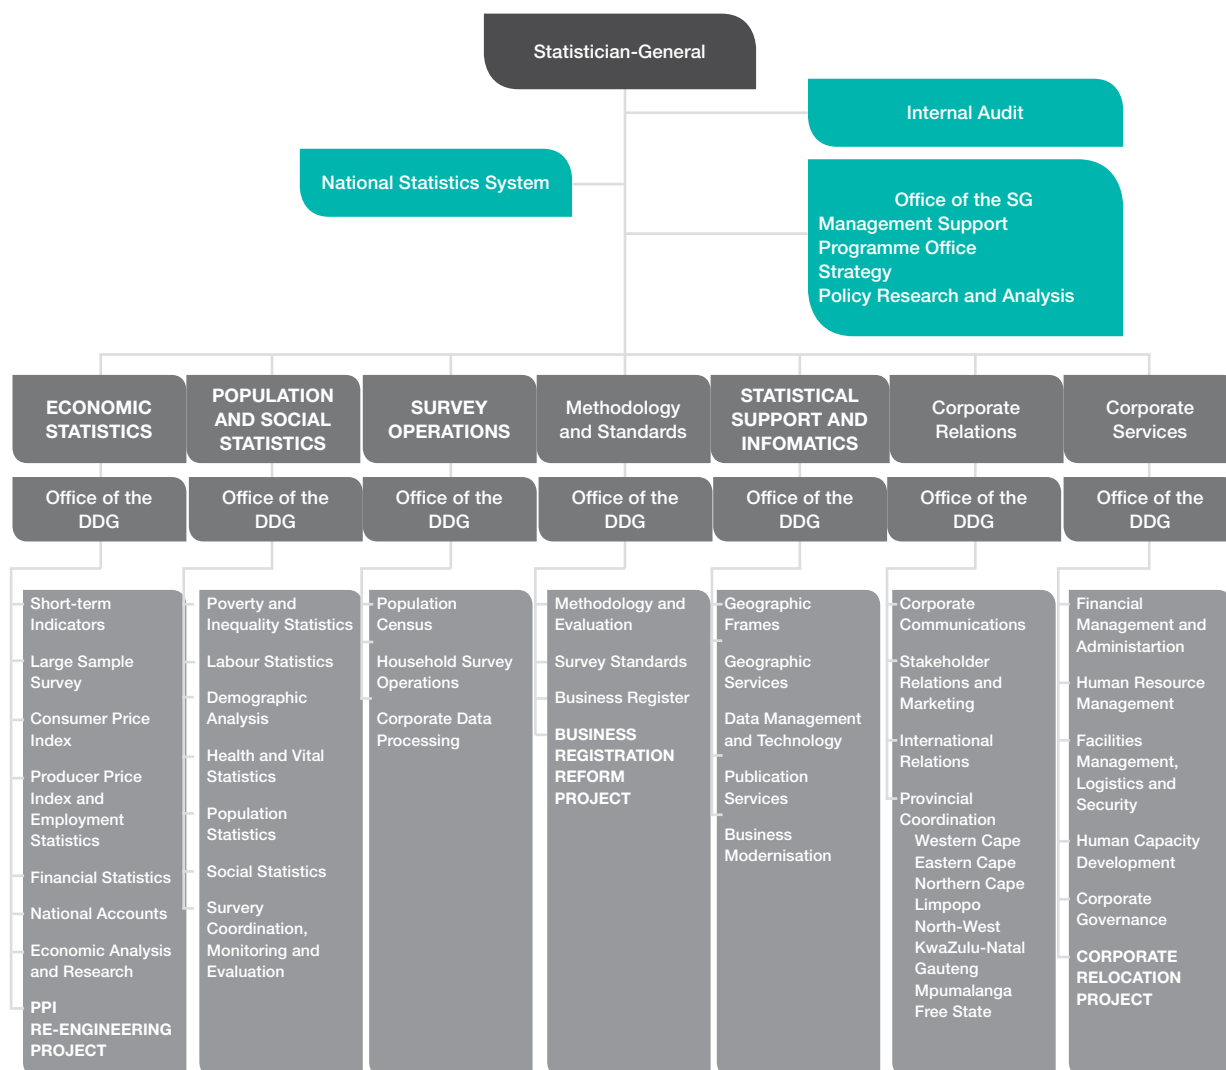 Statistician-General
Internal Audit
National Statistics System
Office of the SG
Management Support
Programme Office
Strategy
Policy Research and Analysis
ECONOMIC
STATISTICS
POPULATION
AND SOCIAL
STATISTICS
SURVEY
OPERATIONS
Methodology
and Standards
STATISTICAL
SUPPORT AND
INFOMATICS
Corporate
Relations
Corporate
Services
Office of the
DDG
Office of the
DDG
Office of the
DDG
Office of the
DDG
Office of the
DDG
Office of the
DDG
Office of the
DDG
Short-term
Indicators
Large Sample
Survey
Consumer Price
Index
Producer Price
Index and
Employment
Statistics
Financial Statistics
National Accounts
Economic Analysis
and Research
PPI
RE-ENGINEERING
PROJECT
Poverty and
Inequality Statistics
Labour Statistics
Demographic
Analysis
Health and Vital
Statistics
Population
Statistics
Social Statistics
Survery
Coordination,
Monitoring and
Evaluation
Population
Census
Household Survey
Operations
Corporate Data
Processing
Methodology and
Evaluation
Survey Standards
Business Register
BUSINESS
REGISTRATION
REFORM
PROJECT
Geographic
Frames
Geographic
Services
Data Management
and Technology
Publication
Services
Business
Modernisation
Corporate
Communications
Stakeholder
Relations and
Marketing
International
Relations
Provincial
Coordination
Western Cape
Eastern Cape
Northern Cape
Limpopo
North-West
KwaZulu-Natal
Gauteng
Mpumalanga
Free State
Financial
Management and
Administartion
Human Resource
Management
Facilities
Management,
Logistics and
Security
Human Capacity
Development
Corporate
Governance
CORPORATE
RELOCATION
PROJECT